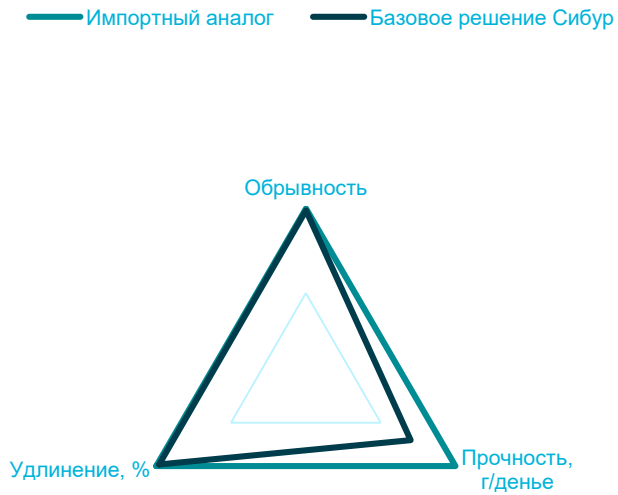 Импортный аналог
Базовое решение Сибур
Обрывность
Удлинение, %
Прочность,
г/денье